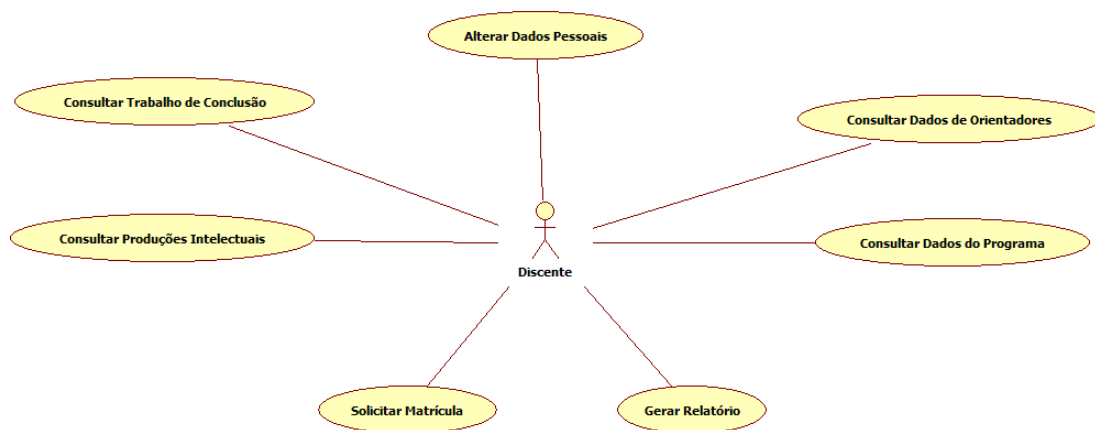 Alterar Dados Pessoais
Consultar Trabalho de Conclusão
Consultar Dados de Orientadores
Consultar Produções Intelectuais
Consultar Dados do Programa
Discente
Solicitar Matrícula
Gerar Relatório